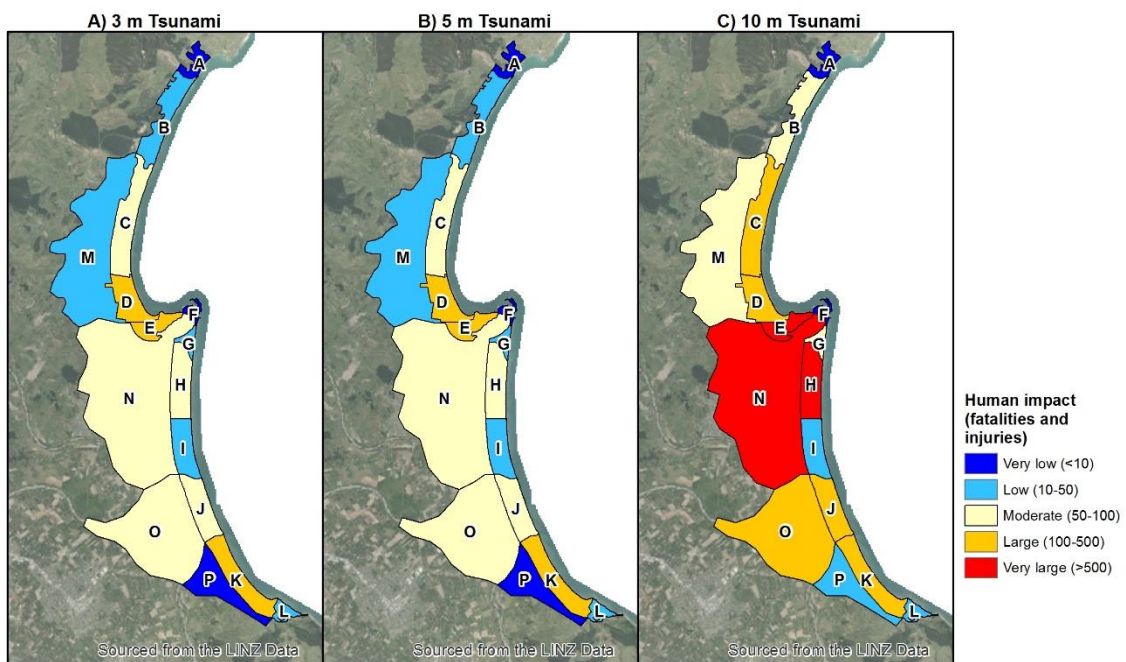 A) 3 m Tsunami
A
B
C
M
D
F
E
G
H
N
I
J
O
P
K
L
Sourced from the LINZ Data
B) 5 m Tsunami
A
B
C
M
D
F
E
G
H
N
I
J
O
P
K
L
Sourced from the LINZ Data
C) 10 m Tsunami
A
B
C
M
D
F
E
G
H
N
I
J
O
P
K
L
Sourced from the LINZ Data
Human impact
(fatalities and
injuries)
Very low (<10)
Low (10-50)
Moderate (50-100)
Large (100-500)
Very large (>500)